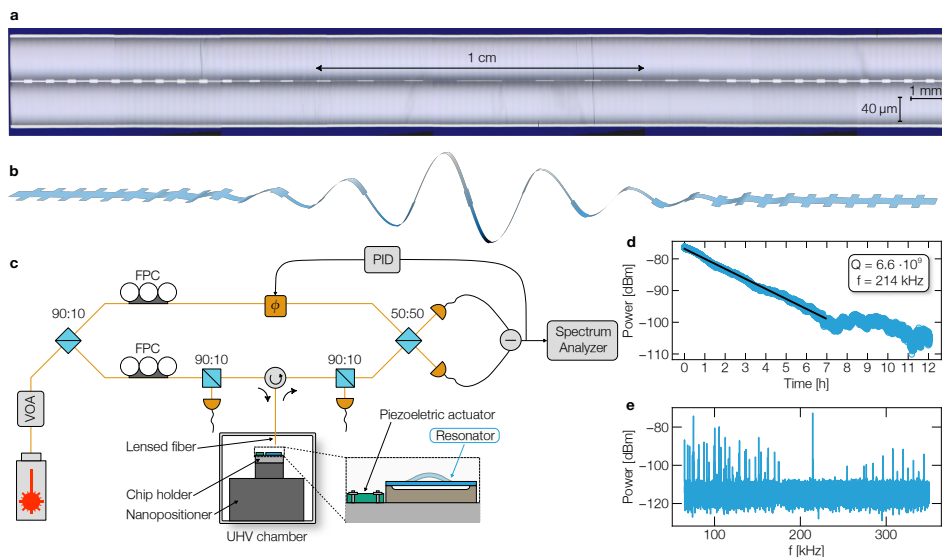 a
1 cm
1 mm
40 μm
b
c
PID
FPC
ϕ
90:10
50:50
FPC
90:10
90:10
Spectrum
Analyzer
VOA
Lensed fiber
Piezoeletric actuator
Resonator
Chip holder
Nanopositioner
UHV chamber
d
Q = 6.6 ·10⁹
f = 214 kHz
Power [dBm]
−80
−90
−100
−110
0 1 2 3 4 5 6 7 8 9 10 11 12
Time [h]
e
Power [dBm]
−80
−100
−120
100 200 300
f [kHz]